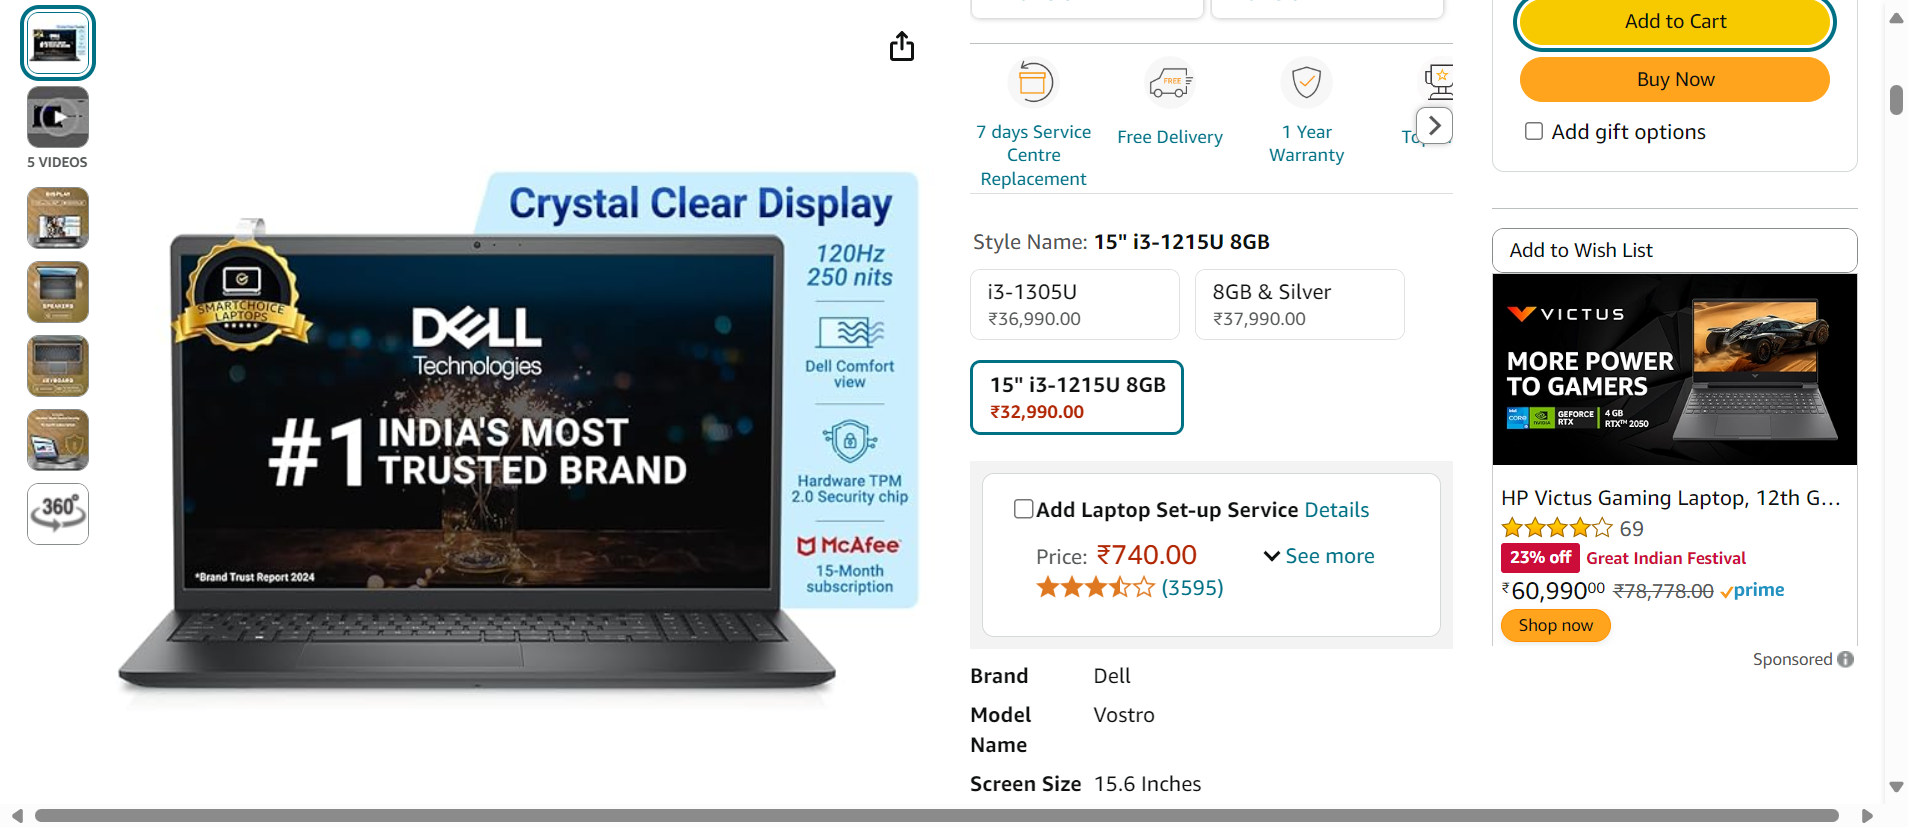 5 VIDEOS
360°
Crystal Clear Display
120Hz
250 nits
Dell Comfort
view
Hardware TPM
2.0 Security chip
McAfee
15-Month
subscription
SMARTCHOICE
LAPTOPS
DELL
Technologies
#1 INDIA'S MOST
TRUSTED BRAND
*Brand Trust Report 2024
DISPLAY
SPEAKERS
KEYBOARD
FREE
7 days Service
Centre
Replacement
Free Delivery
1 Year
Warranty
Style Name: 15" i3-1215U 8GB
i3-1305U
₹36,990.00
8GB & Silver
₹37,990.00
15" i3-1215U 8GB
₹32,990.00
Add Laptop Set-up Service Details
Price: ₹740.00
See more
(3595)
Brand Dell
Model Name Vostro
Screen Size 15.6 Inches
Add to Cart
Buy Now
Add gift options
Add to Wish List
VICTUS
MORE POWER
TO GAMERS
intel
CORE
NVIDIA
GEFORCE
RTX
4 GB
RTX™ 2050
HP Victus Gaming Laptop, 12th G...
69
23% off Great Indian Festival
₹60,99000 ₹78,778.00 prime
Shop now
Sponsored